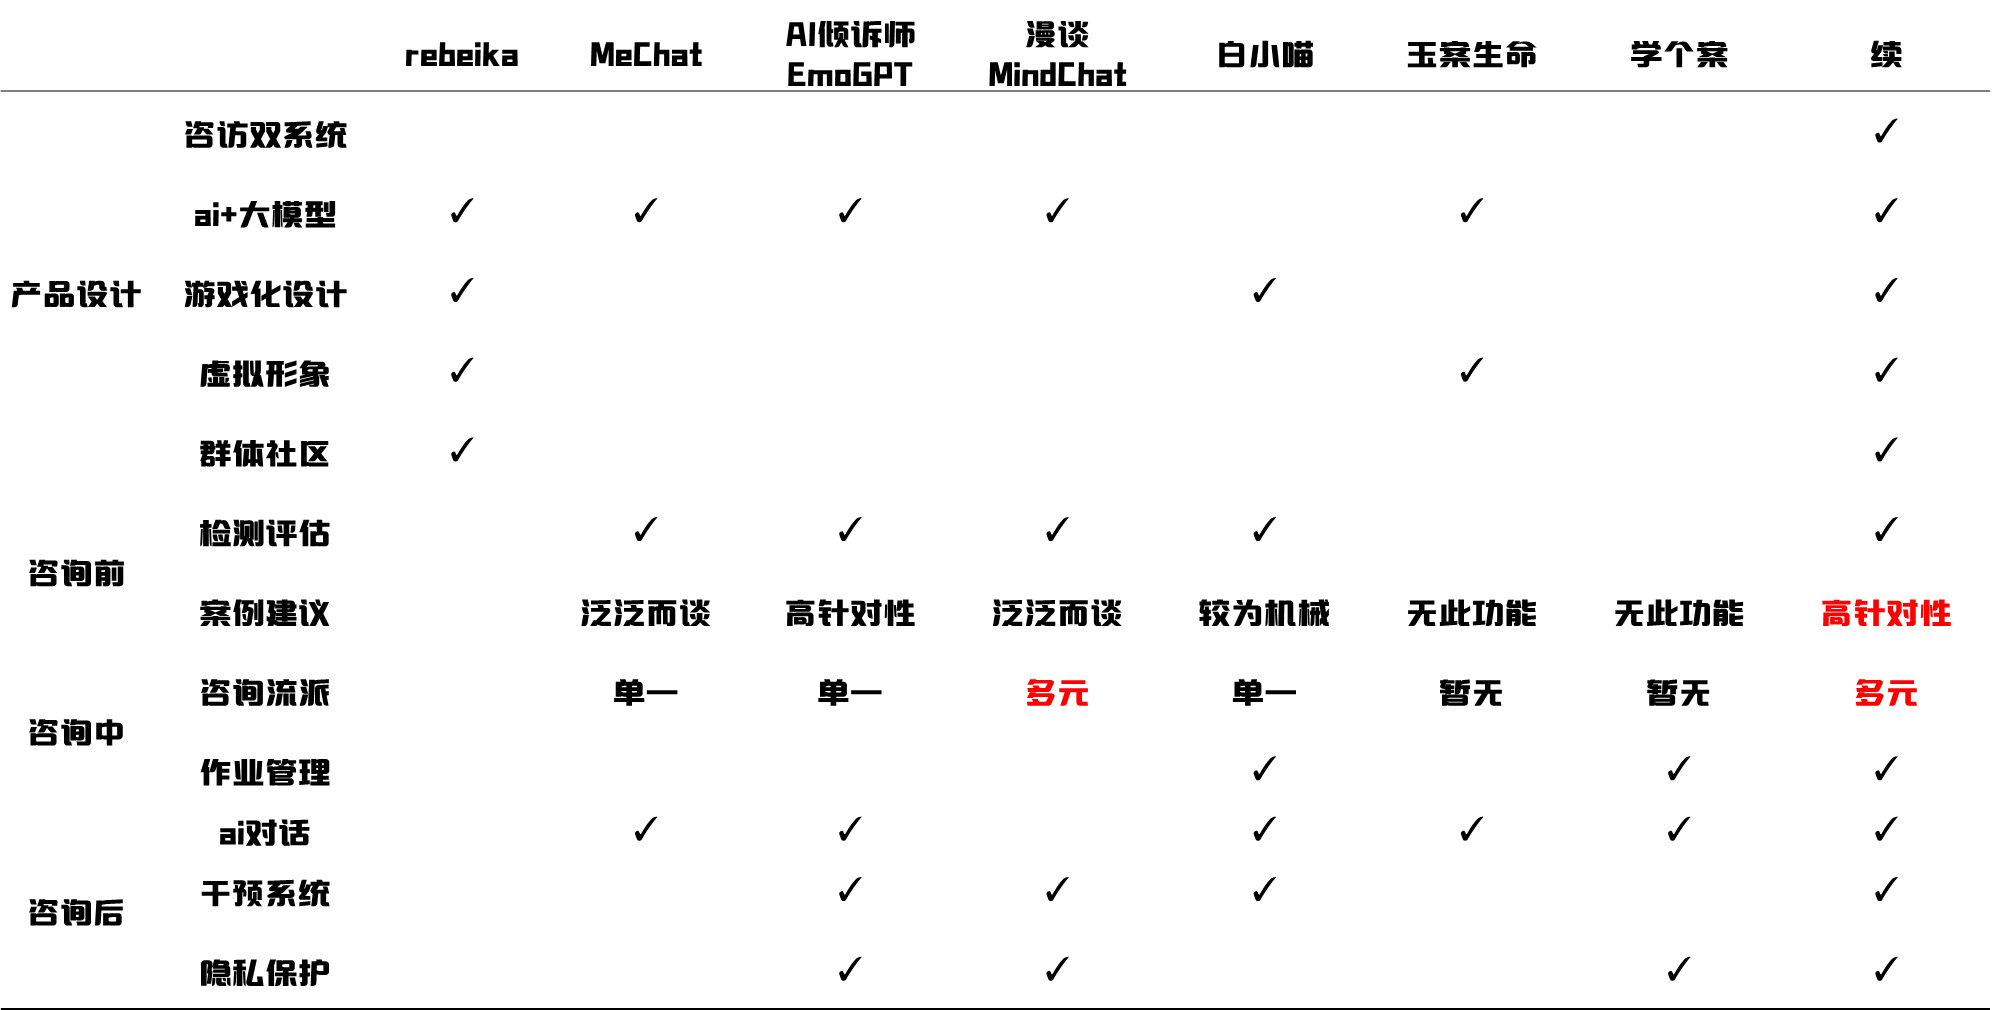 rebeika MeChat AI倾诉师 EmoGPT 漫谈 MindChat 白小喵 玉案生命 学个案 续
咨访双系统 ✓
ai+大模型 ✓ ✓ ✓ ✓ ✓ ✓
产品设计 游戏化设计 ✓ ✓ ✓
虚拟形象 ✓ ✓ ✓
群体社区 ✓ ✓
检测评估 ✓ ✓ ✓ ✓ ✓
咨询前
案例建议 泛泛而谈 高针对性 泛泛而谈 较为机械 无此功能 无此功能 高针对性
咨询流派 单一 单一 多元 单一 暂无 暂无 多元
咨询中
作业管理 ✓ ✓ ✓
ai对话 ✓ ✓ ✓ ✓ ✓ ✓
干预系统 ✓ ✓ ✓ ✓
咨询后
隐私保护 ✓ ✓ ✓ ✓